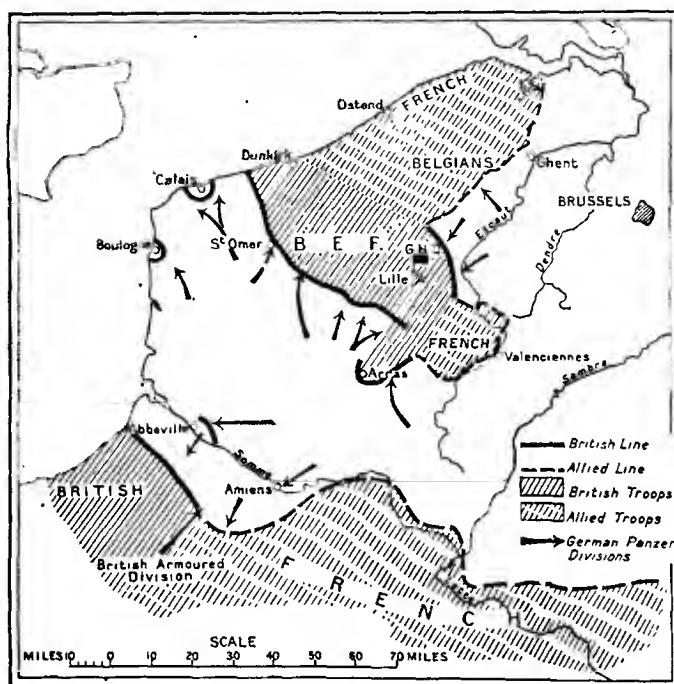 FRENCH
Ostend
Dunk
BELGIANS
Ghent
Calais
BRUSSELS
St Omer
B. E F.
Escaut
Boulog
G H
Dendre
Lille
FRENCH
Valenciennes
Arras
Sambre
bbevill
Somme
BRITISH
Amiens
British Line
Allied Line
British Troops
Allied Troops
German Panzer
Divisions
British Armoured
Division
F R E N C
SCALE
MILES 10 0 10 20 30 40 50 60 70 MILES